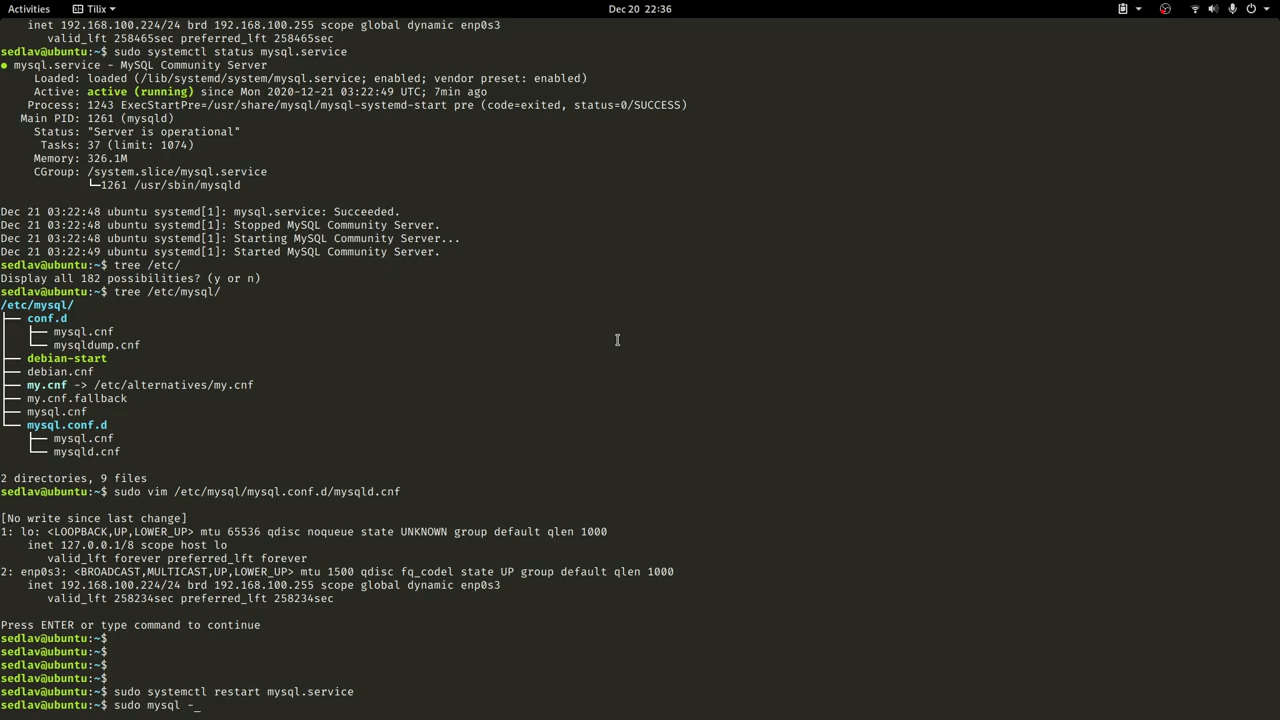 Activities
Tilix
Dec 20 22:36
inet 192.168.100.224/24 brd 192.168.100.255 scope global dynamic enp0s3
valid_lft 258465sec preferred_lft 258465sec
sedlav@ubuntu:~$ sudo systemctl status mysql.service
● mysql.service - MySQL Community Server
Loaded: loaded (/lib/systemd/system/mysql.service; enabled; vendor preset: enabled)
Active: active (running) since Mon 2020-12-21 03:22:49 UTC; 7min ago
Process: 1243 ExecStartPre=/usr/share/mysql/mysql-systemd-start pre (code=exited, status=0/SUCCESS)
Main PID: 1261 (mysqld)
Status: "Server is operational"
Tasks: 37 (limit: 1074)
Memory: 326.1M
CGroup: /system.slice/mysql.service
└─1261 /usr/sbin/mysqld
Dec 21 03:22:48 ubuntu systemd[1]: mysql.service: Succeeded.
Dec 21 03:22:48 ubuntu systemd[1]: Stopped MySQL Community Server.
Dec 21 03:22:48 ubuntu systemd[1]: Starting MySQL Community Server...
Dec 21 03:22:49 ubuntu systemd[1]: Started MySQL Community Server.
sedlav@ubuntu:~$ tree /etc/
Display all 182 possibilities? (y or n)
sedlav@ubuntu:~$ tree /etc/mysql/
/etc/mysql/
├── conf.d
│   ├── mysql.cnf
│   └── mysqldump.cnf
├── debian-start
├── debian.cnf
├── my.cnf -> /etc/alternatives/my.cnf
├── my.cnf.fallback
├── mysql.cnf
└── mysql.conf.d
    ├── mysql.cnf
    └── mysqld.cnf
2 directories, 9 files
sedlav@ubuntu:~$ sudo vim /etc/mysql/mysql.conf.d/mysqld.cnf
[No write since last change]
1: lo: <LOOPBACK,UP,LOWER_UP> mtu 65536 qdisc noqueue state UNKNOWN group default qlen 1000
inet 127.0.0.1/8 scope host lo
valid_lft forever preferred_lft forever
2: enp0s3: <BROADCAST,MULTICAST,UP,LOWER_UP> mtu 1500 qdisc fq_codel state UP group default qlen 1000
inet 192.168.100.224/24 brd 192.168.100.255 scope global dynamic enp0s3
valid_lft 258234sec preferred_lft 258234sec
Press ENTER or type command to continue
sedlav@ubuntu:~$
sedlav@ubuntu:~$
sedlav@ubuntu:~$
sedlav@ubuntu:~$
sedlav@ubuntu:~$ sudo systemctl restart mysql.service
sedlav@ubuntu:~$ sudo mysql -_